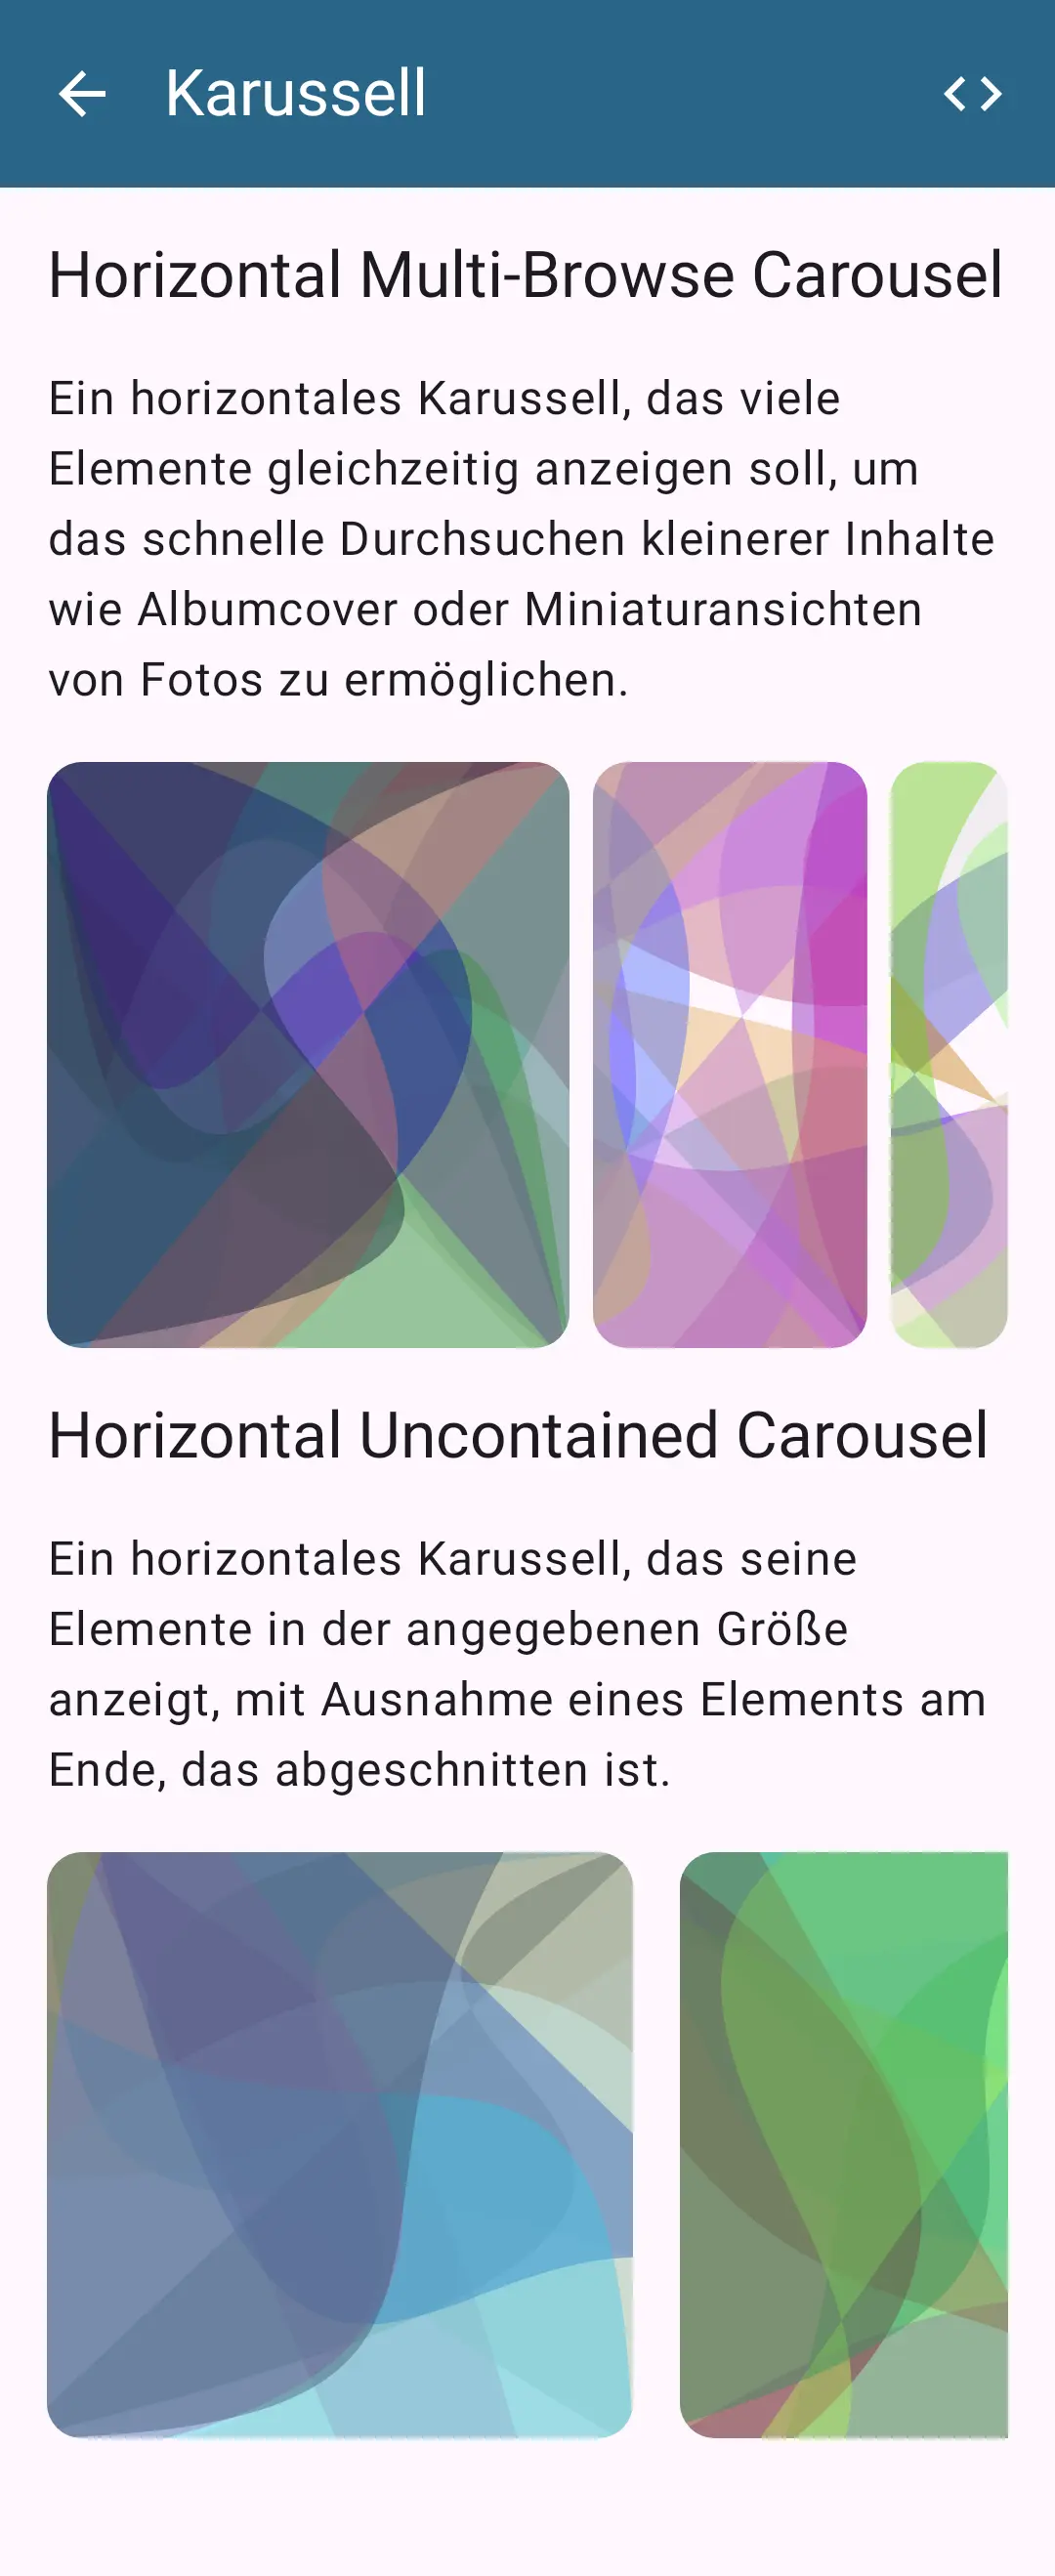 Karussell
Horizontal Multi-Browse Carousel
Ein horizontales Karussell, das viele
Elemente gleichzeitig anzeigen soll, um
das schnelle Durchsuchen kleinerer Inhalte
wie Albumcover oder Miniaturansichten
von Fotos zu ermöglichen.
Horizontal Uncontained Carousel
Ein horizontales Karussell, das seine
Elemente in der angegebenen Größe
anzeigt, mit Ausnahme eines Elements am
Ende, das abgeschnitten ist.